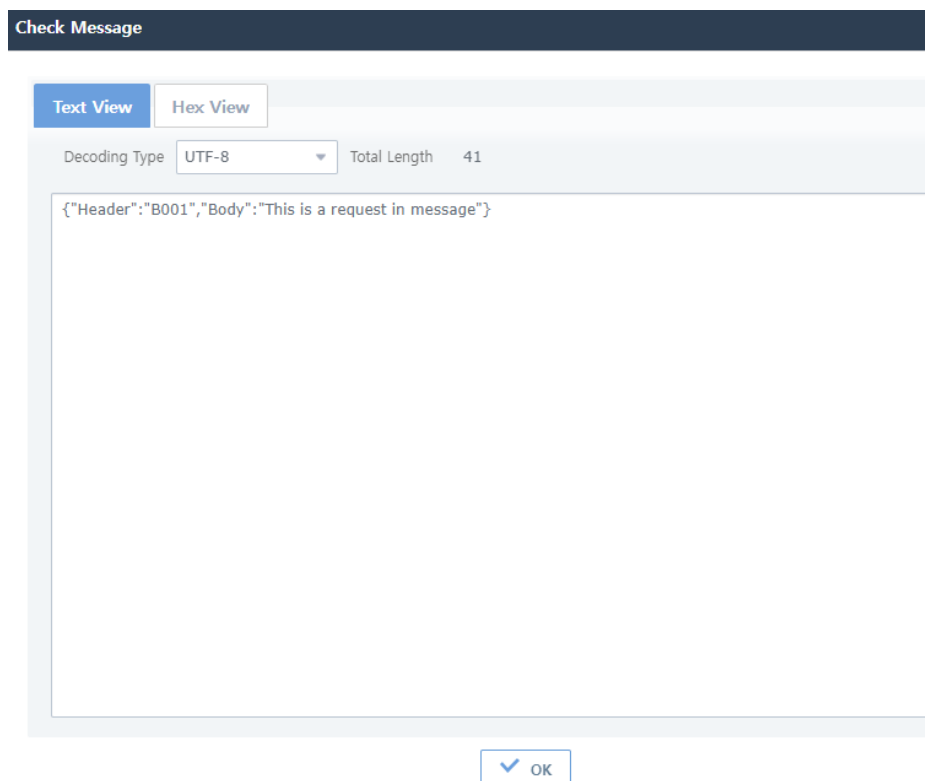 Check Message
Text View Hex View
Decoding Type UTF-8 Total Length 41
{"Header":"B001","Body":"This is a request in message"}
OK